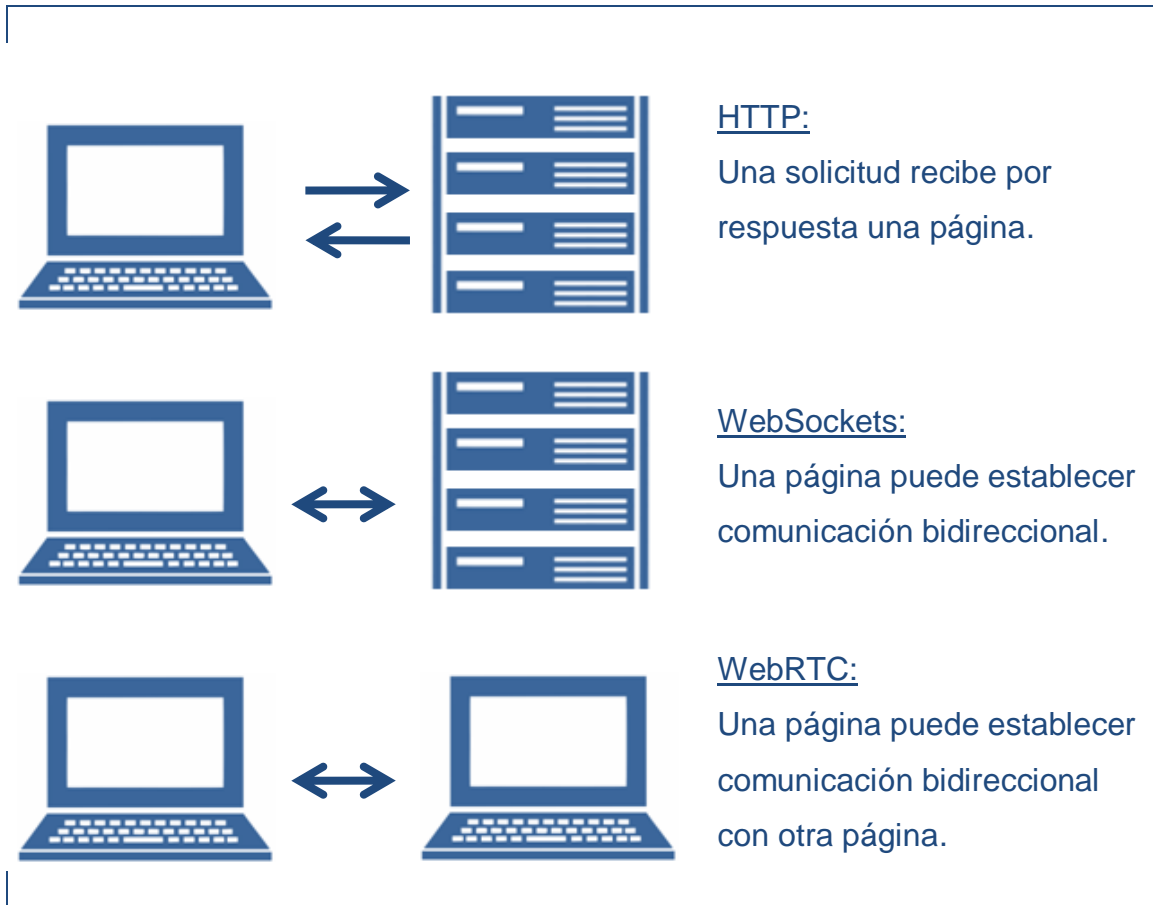 HTTP:
Una solicitud recibe por
respuesta una página.
WebSockets:
Una página puede establecer
comunicación bidireccional.
WebRTC:
Una página puede establecer
comunicación bidireccional
con otra página.